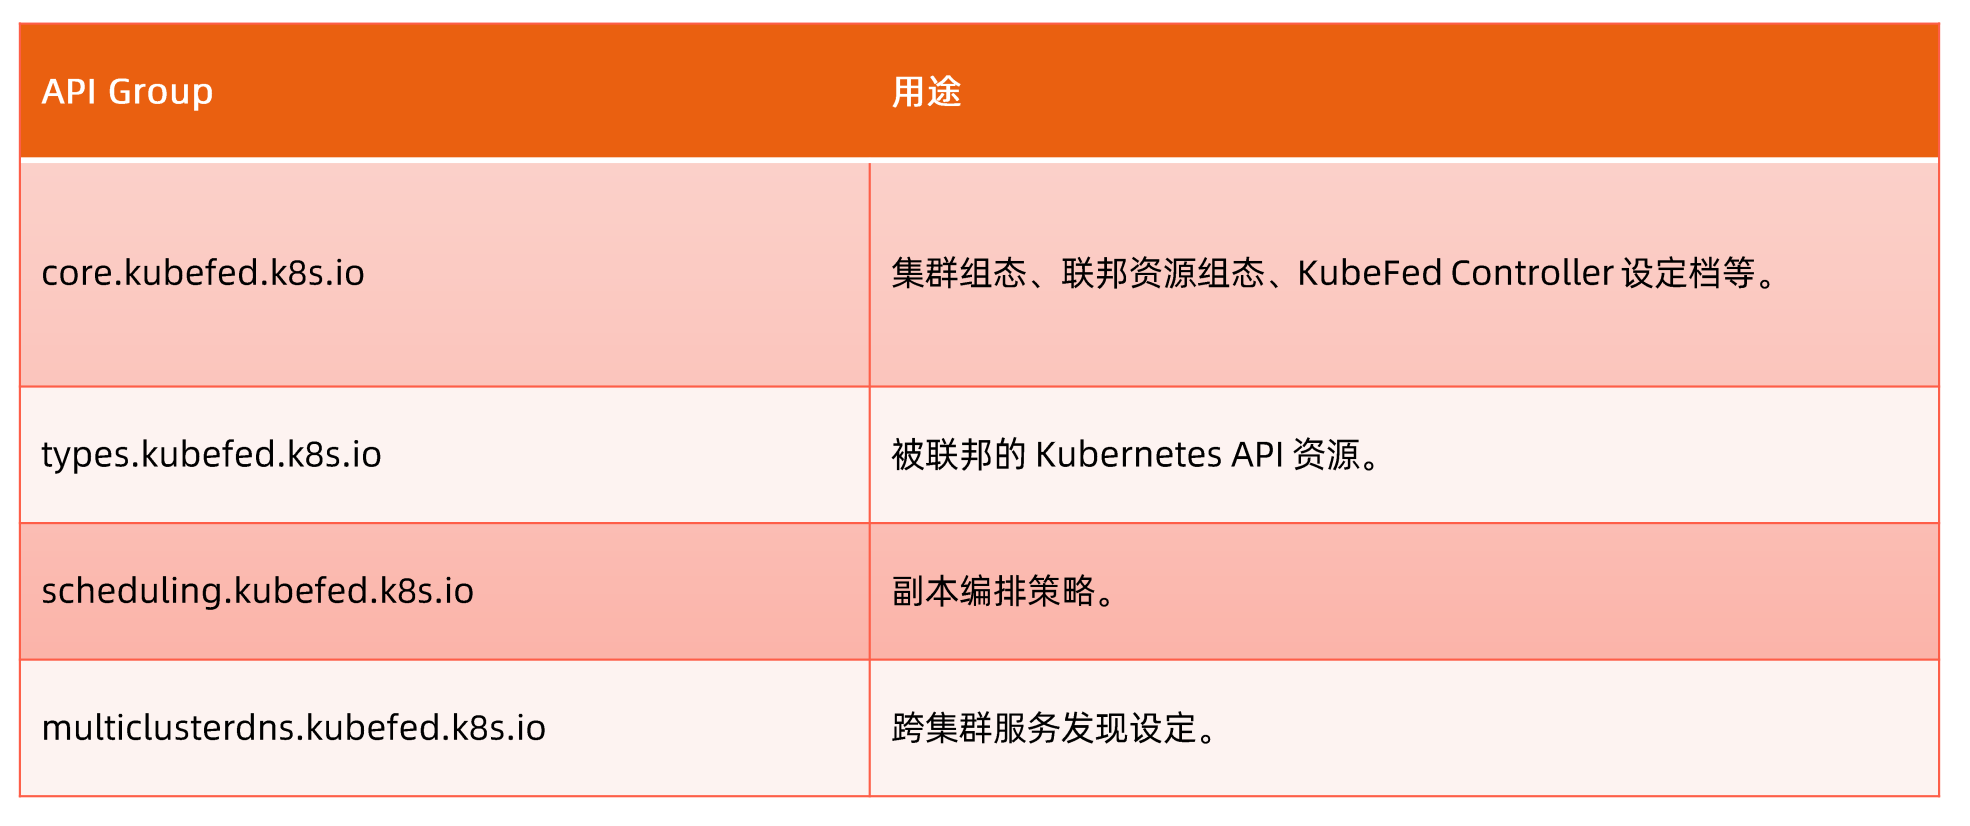 API Group
用途
core.kubefed.k8s.io
集群组态、联邦资源组态、KubeFed Controller 设定档等。
types.kubefed.k8s.io
被联邦的 Kubernetes API 资源。
scheduling.kubefed.k8s.io
副本编排策略。
multiclusterdns.kubefed.k8s.io
跨集群服务发现设定。